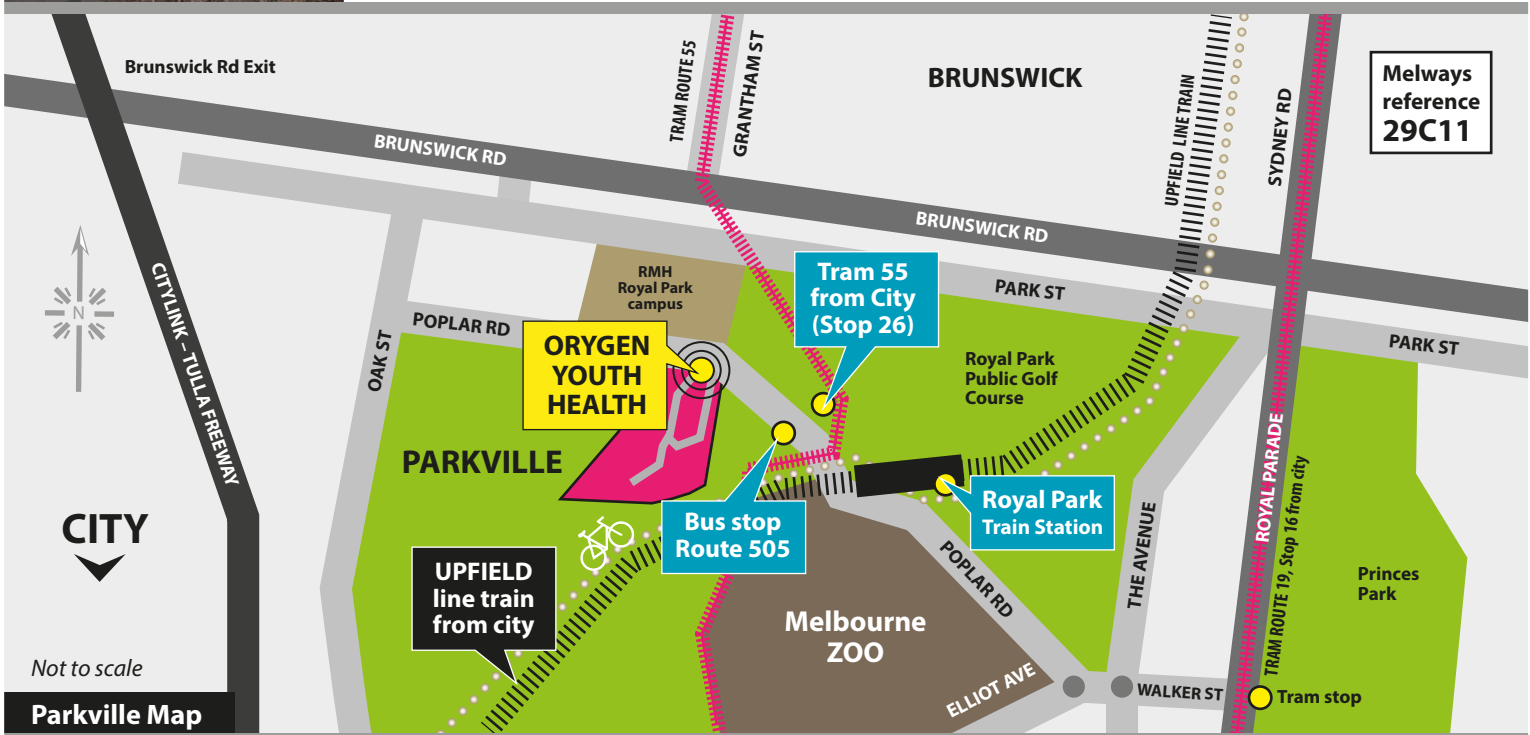 Brunswick Rd Exit
TRAM ROUTE 55
GRANTHAM ST
BRUNSWICK
UPFIELD LINE TRAIN
SYDNEY RD
Melways
reference
29C11
BRUNSWICK RD
BRUNSWICK RD
N
CITYLINK – TULLA FREEWAY
RMH
Royal Park
campus
Tram 55
from City
(Stop 26)
PARK ST
PARK ST
OAK ST
POPLAR RD
ORYGEN
YOUTH
HEALTH
Royal Park
Public Golf
Course
PARKVILLE
ROYAL PARADE
TRAM ROUTE 19, Stop 16 from city
CITY
Bus stop
Route 505
Royal Park
Train Station
UPFIELD
line train
from city
POPLAR RD
THE AVENUE
Princes
Park
Melbourne
ZOO
Not to scale
ELLIOT AVE
WALKER ST
Tram stop
Parkville Map